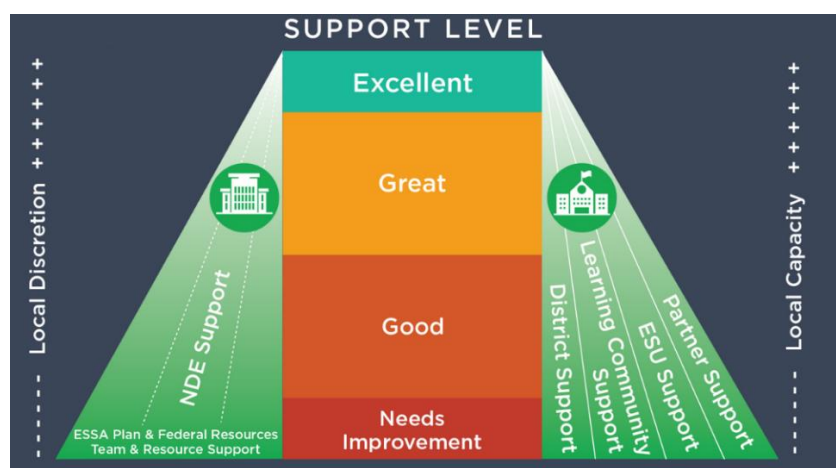 SUPPORT LEVEL
Local Discretion + + + + + +
- - - - - -
NDE Support
ESSA Plan & Federal Resources
Team & Resource Support
Excellent
Great
Good
Needs
Improvement
District Support
Learning Community
Support
ESU Support
Partner Support
Local Capacity + + + + + +
- - - - - -